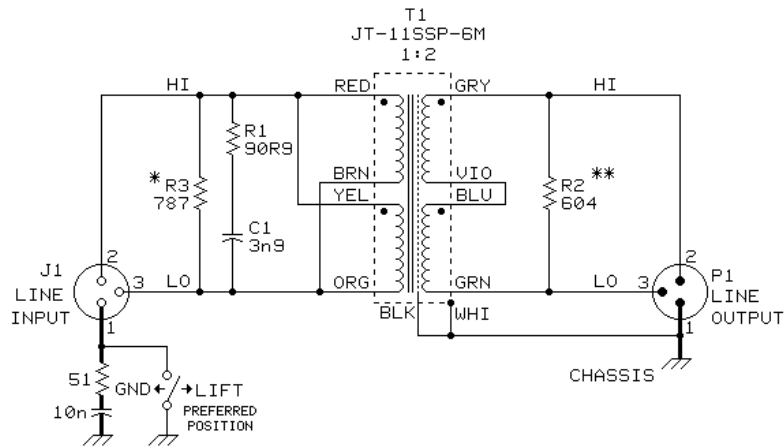 T1
JT-11SSP-6M
1:2
HI
RED
GRY
HI
R1
90R9
* R3
787
BRN
YEL
VIO
BLU
R2 **
604
C1
3n9
J1
LINE
INPUT
2
3
1
LO
ORG
GRN
LO
2
3
1
P1
LINE
OUTPUT
BLK
WHI
51
10n
GND
LIFT
PREFERRED
POSITION
CHASSIS